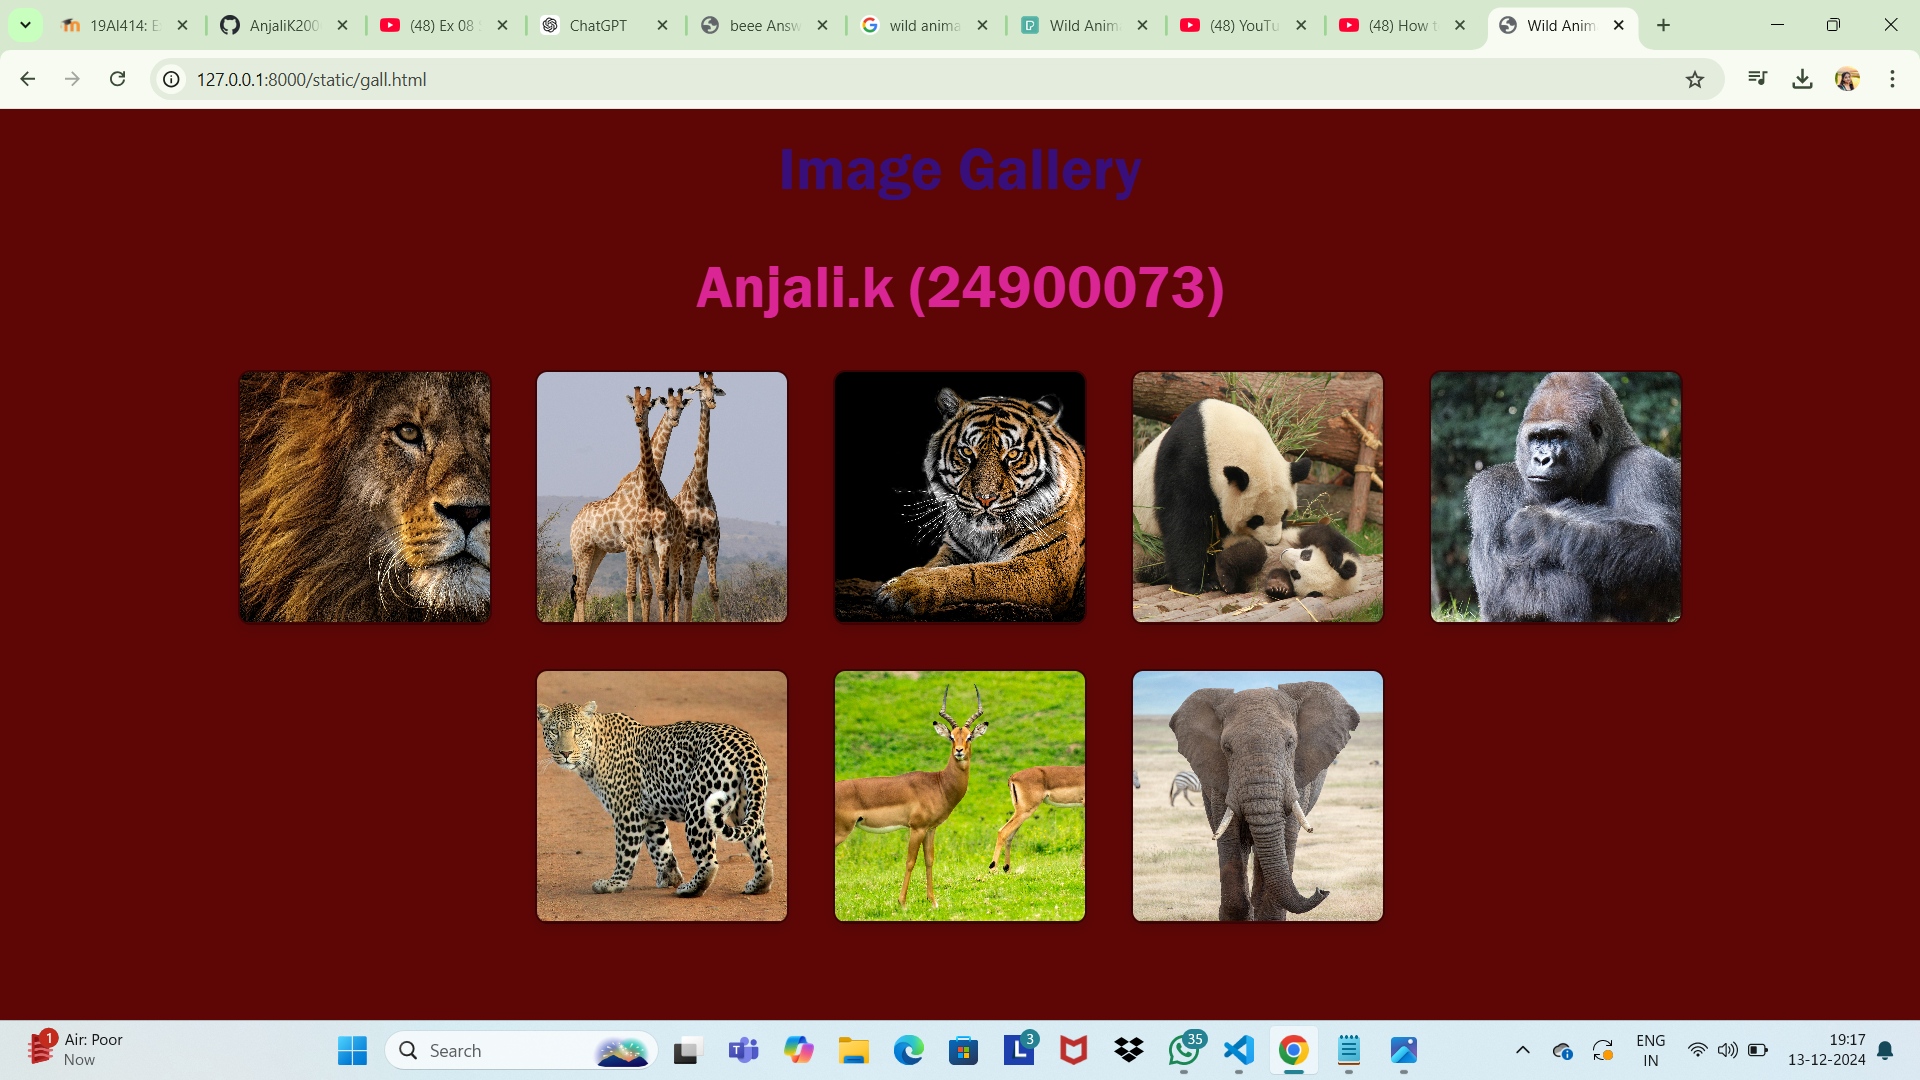 19AI414: E
AnjaliK200
(48) Ex 08
ChatGPT
beee Answ
wild anima
Wild Anim
(48) YouTu
(48) How t
Wild Anim
127.0.0.1:8000/static/gall.html
Image Gallery
Anjali.k (24900073)
1
Air: Poor
Now
Search
3
35
ENG
IN
19:17
13-12-2024